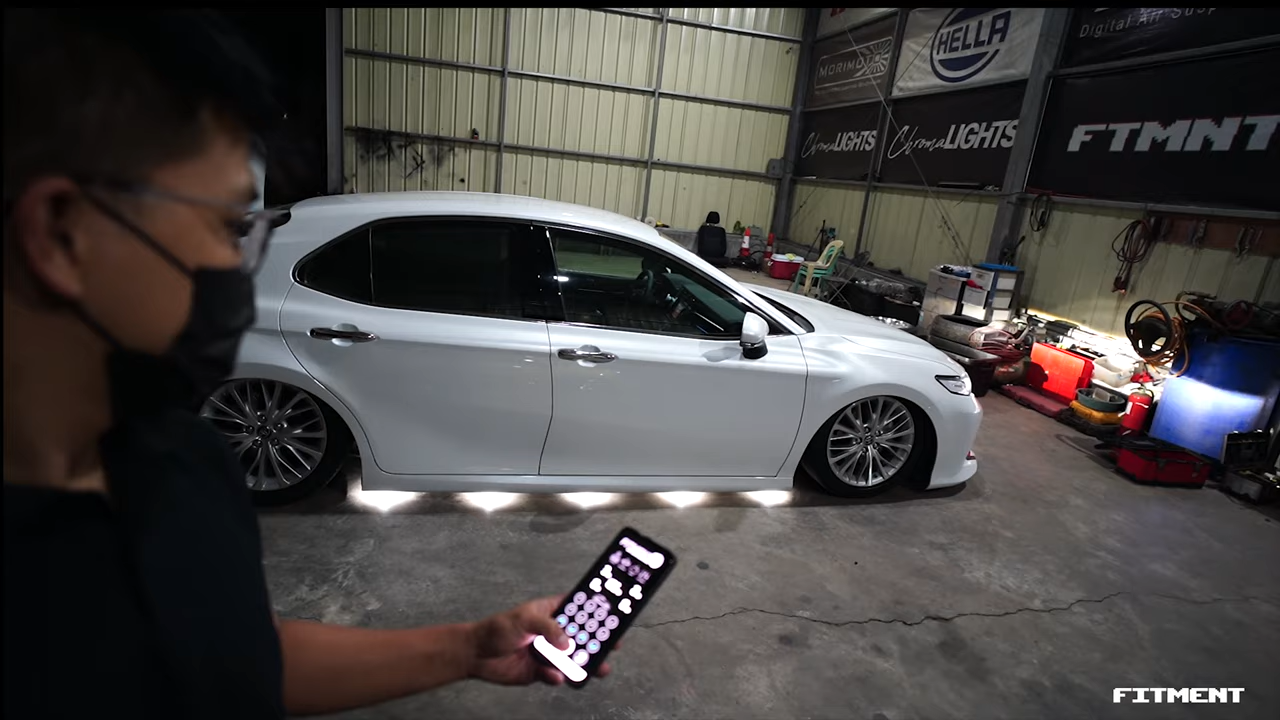 Digital Air Susp
HELLA
MORIMOTO
ChromaLIGHTS
ChromaLIGHTS
FTMNT
FITMENT